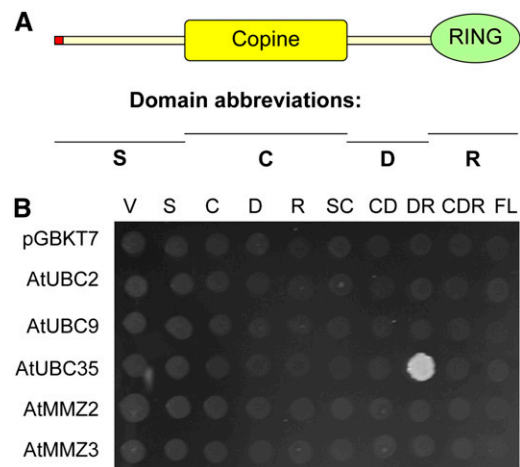 A
Copine
RING
Domain abbreviations:
S C D R
B
V S C D R SC CD DR CDR FL
pGBKT7
AtUBC2
AtUBC9
AtUBC35
AtMMZ2
AtMMZ3